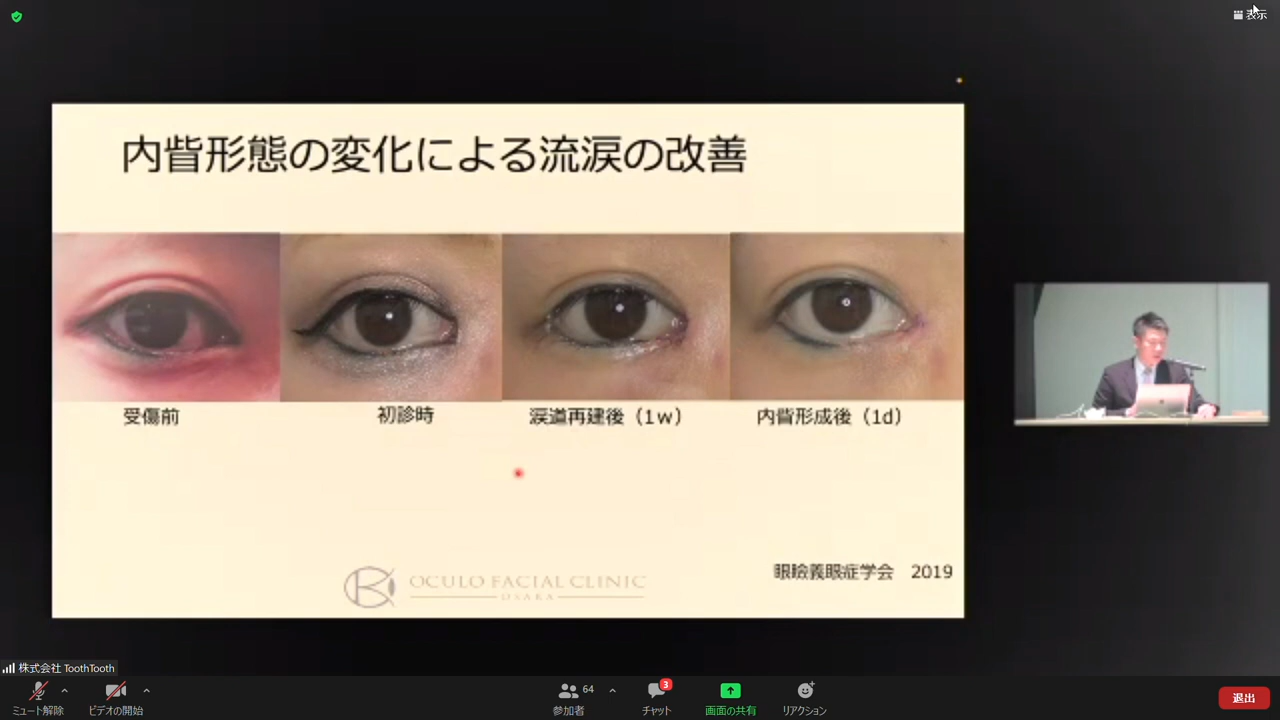 表示
内眥形態の変化による流涙の改善
受傷前
初診時
涙道再建後（1w）
内眥形成後（1d）
眼瞼義眼床学会　2019
OCULO FACIAL CLINIC
OSAKA
株式会社 ToothTooth
ミュート解除
ビデオの開始
64
参加者
3
チャット
画面の共有
リアクション
退出